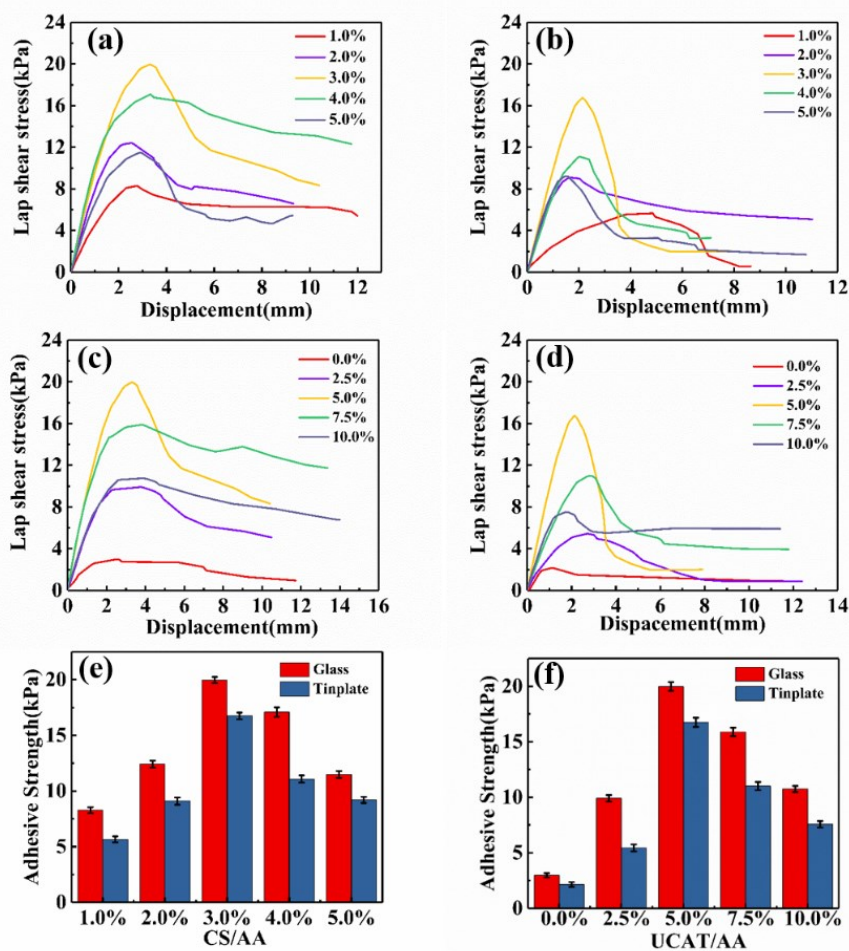 (a)
1.0%
2.0%
3.0%
4.0%
5.0%
Lap shear stress(kPa)
24
20
16
12
8
4
0
0 2 4 6 8 10 12
Displacement(mm)
(b)
1.0%
2.0%
3.0%
4.0%
5.0%
Lap shear stress(kPa)
24
20
16
12
8
4
0
0 2 4 6 8 10 12
Displacement(mm)
(c)
0.0%
2.5%
5.0%
7.5%
10.0%
Lap shear stress(kPa)
24
20
16
12
8
4
0
0 2 4 6 8 10 12 14 16
Displacement(mm)
(d)
0.0%
2.5%
5.0%
7.5%
10.0%
Lap shear stress(kPa)
24
20
16
12
8
4
0
0 2 4 6 8 10 12 14
Displacement(mm)
(e)
Glass
Tinplate
Adhesive Strength(kPa)
20
15
10
5
0
1.0% 2.0% 3.0% 4.0% 5.0%
CS/AA
(f)
Glass
Tinplate
Adhesive Strength(kPa)
20
15
10
5
0
0.0% 2.5% 5.0% 7.5% 10.0%
UCAT/AA